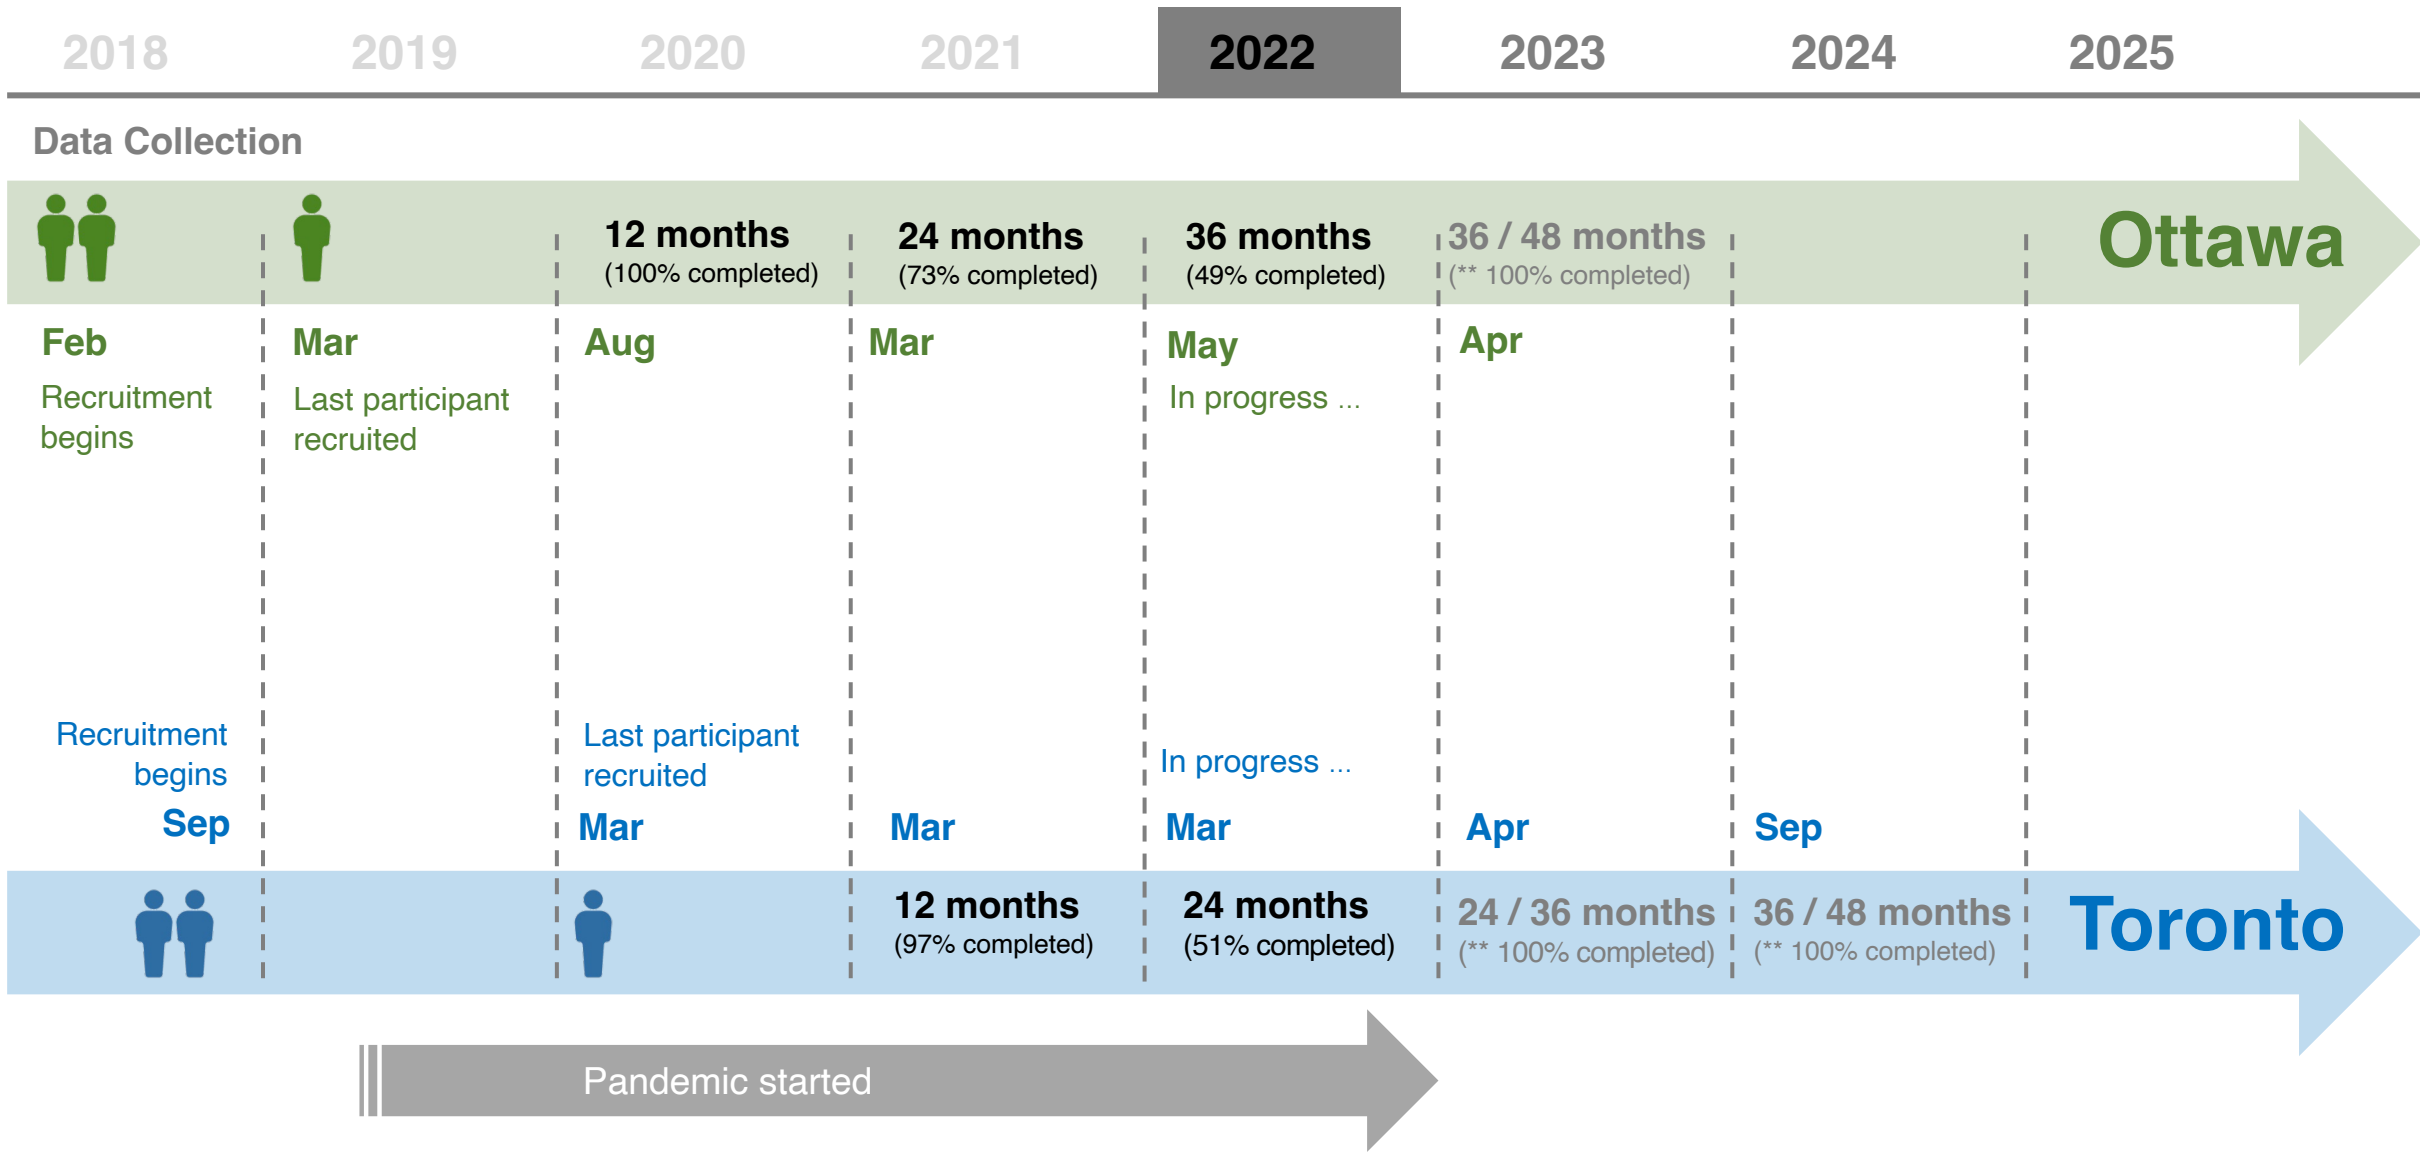 2018 2019 2020 2021 2022 2023 2024 2025
Data Collection
12 months 24 months 36 months 36 / 48 months
(100% completed) (73% completed) (49% completed) (** 100% completed)
Ottawa
Feb Mar Aug Mar May Apr
Recruitment
begins
Last participant
recruited
In progress ...
Recruitment
begins
Last participant
recruited
In progress ...
Sep Mar Mar Mar Apr Sep
12 months 24 months 24 / 36 months 36 / 48 months
(97% completed) (51% completed) (** 100% completed) (** 100% completed)
Toronto
Pandemic started